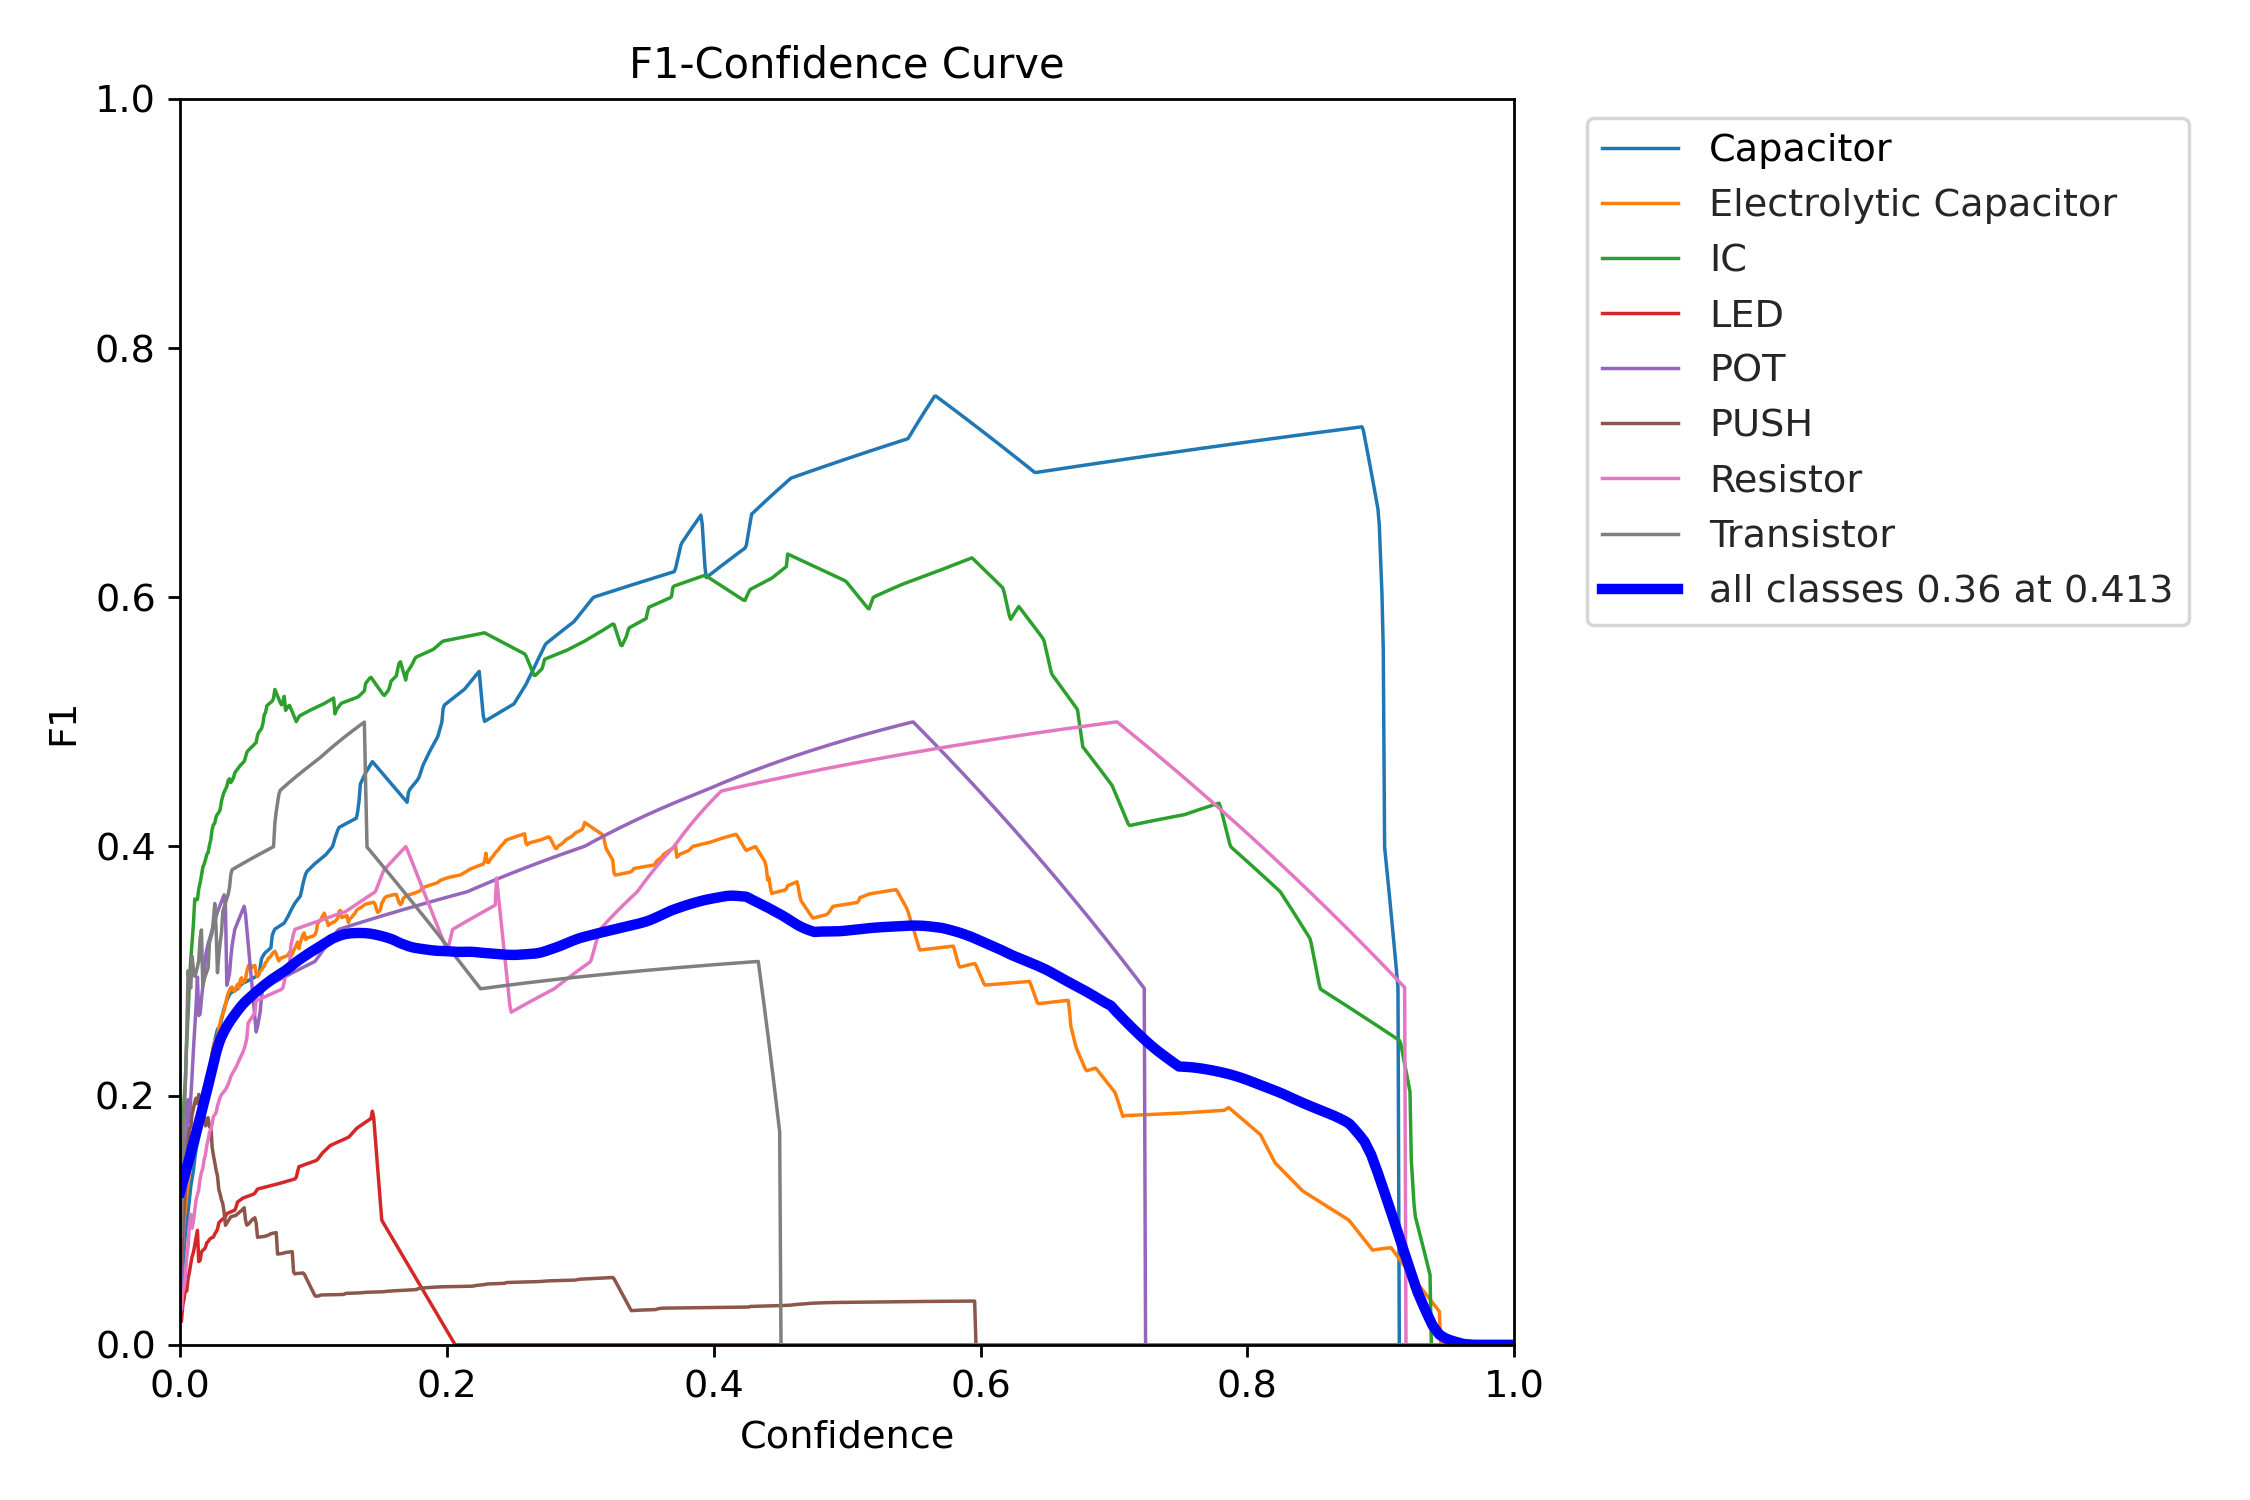 F1-Confidence Curve
1.0
0.8
0.6
0.4
0.2
0.0
F1
0.0 0.2 0.4 0.6 0.8 1.0
Confidence
Capacitor
Electrolytic Capacitor
IC
LED
POT
PUSH
Resistor
Transistor
all classes 0.36 at 0.413